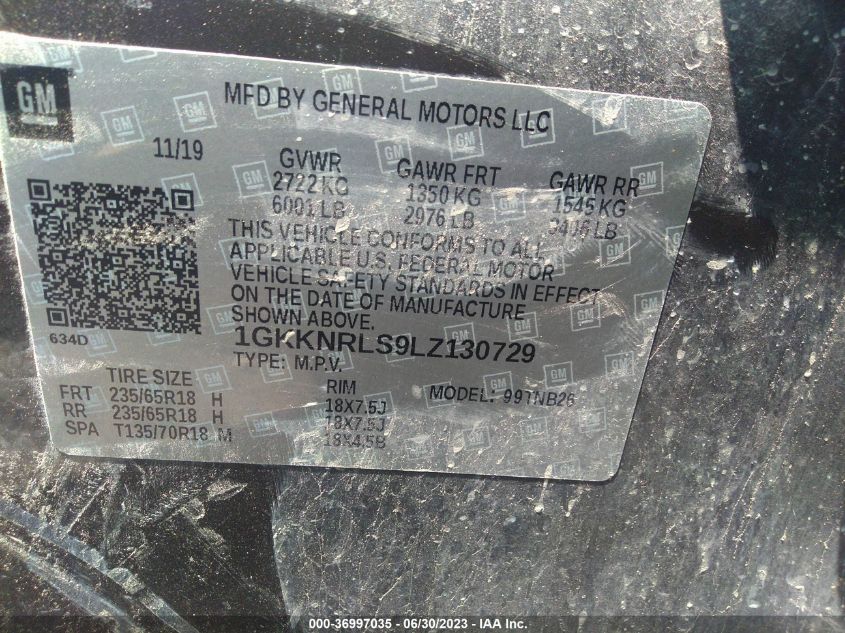 GM
MFD BY GENERAL MOTORS LLC
11/19
GVWR
2722 KG
6001 LB
GAWR FRT
1350 KG
2976 LB
GAWR RR
1545 KG
3406 LB
THIS VEHICLE CONFORMS TO ALL
APPLICABLE U.S. FEDERAL MOTOR
VEHICLE SAFETY STANDARDS IN EFFECT
ON THE DATE OF MANUFACTURE
SHOWN ABOVE.
634D
1GKKNRLS9LZ130729
TYPE: M.P.V.
MODEL: 99TNB26
TIRE SIZE
RIM
FRT 235/65R18 H 18X7.5J
RR 235/65R18 H 18X7.5J
SPA T135/70R18 M 18X4.5B
000-36997035 - 06/30/2023 - IAA Inc.